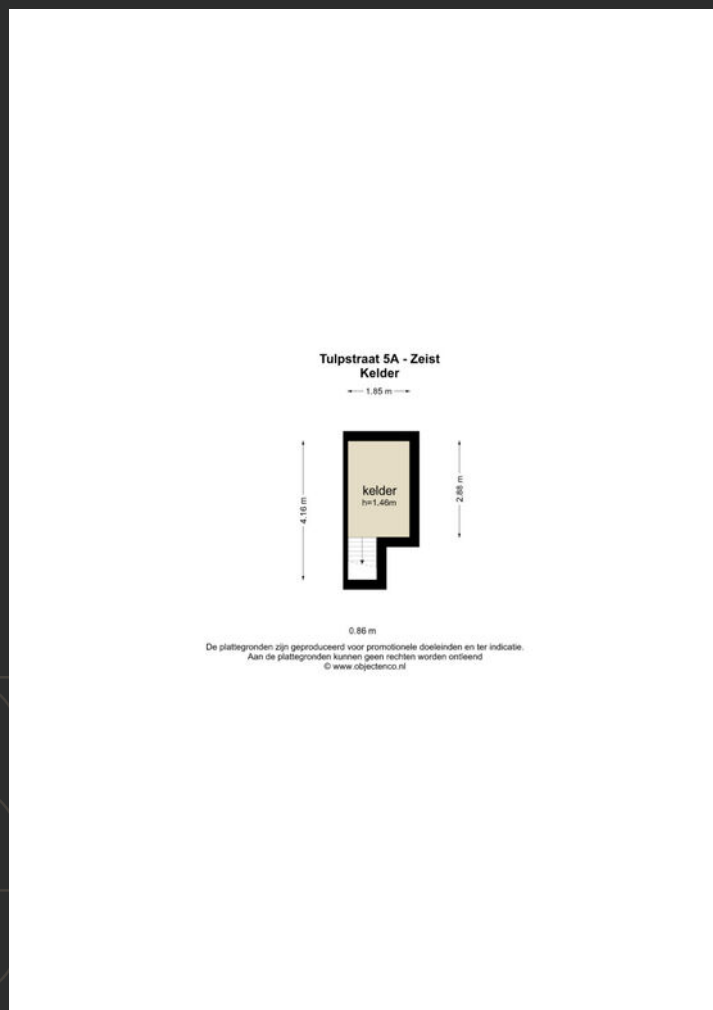 Tulpstraat 5A - Zeist
Kelder
1.85 m
4.16 m
2.88 m
kelder
h=1.46m
0.86 m
De plattegronden zijn geproduceerd voor promotionele doeleinden en ter indicatie.
Aan de plattegronden kunnen geen rechten worden ontleend
© www.objectenco.nl